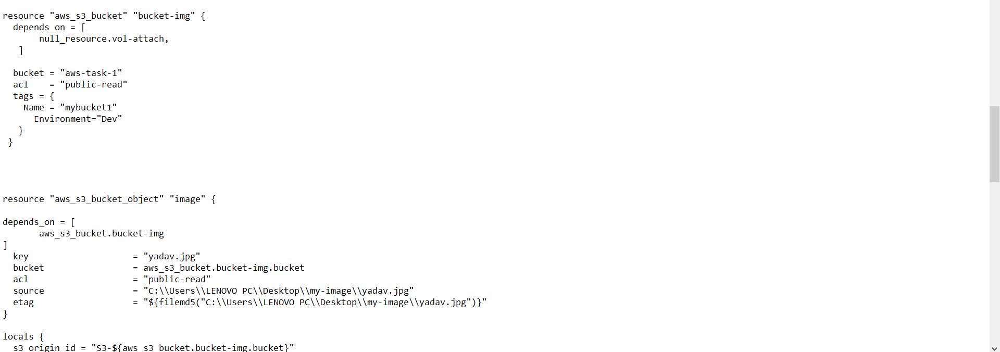 resource "aws_s3_bucket" "bucket-img" {
  depends_on = [
       null_resource.vol-attach,
   ]
  bucket = "aws-task-1"
  acl    = "public-read"
  tags = {
    Name = "mybucket1"
      Environment="Dev"
   }
 }
resource "aws_s3_bucket_object" "image" {
depends_on = [
       aws_s3_bucket.bucket-img
]
  key                    = "yadav.jpg"
  bucket                 = aws_s3_bucket.bucket-img.bucket
  acl                    = "public-read"
  source                 = "C:\\Users\\LENOVO PC\\Desktop\\my-image\\yadav.jpg"
  etag                   = "${filemd5("C:\\Users\\LENOVO PC\\Desktop\\my-image\\yadav.jpg")}"
}
locals {
  s3_origin_id = "S3-${aws_s3_bucket.bucket-img.bucket}"